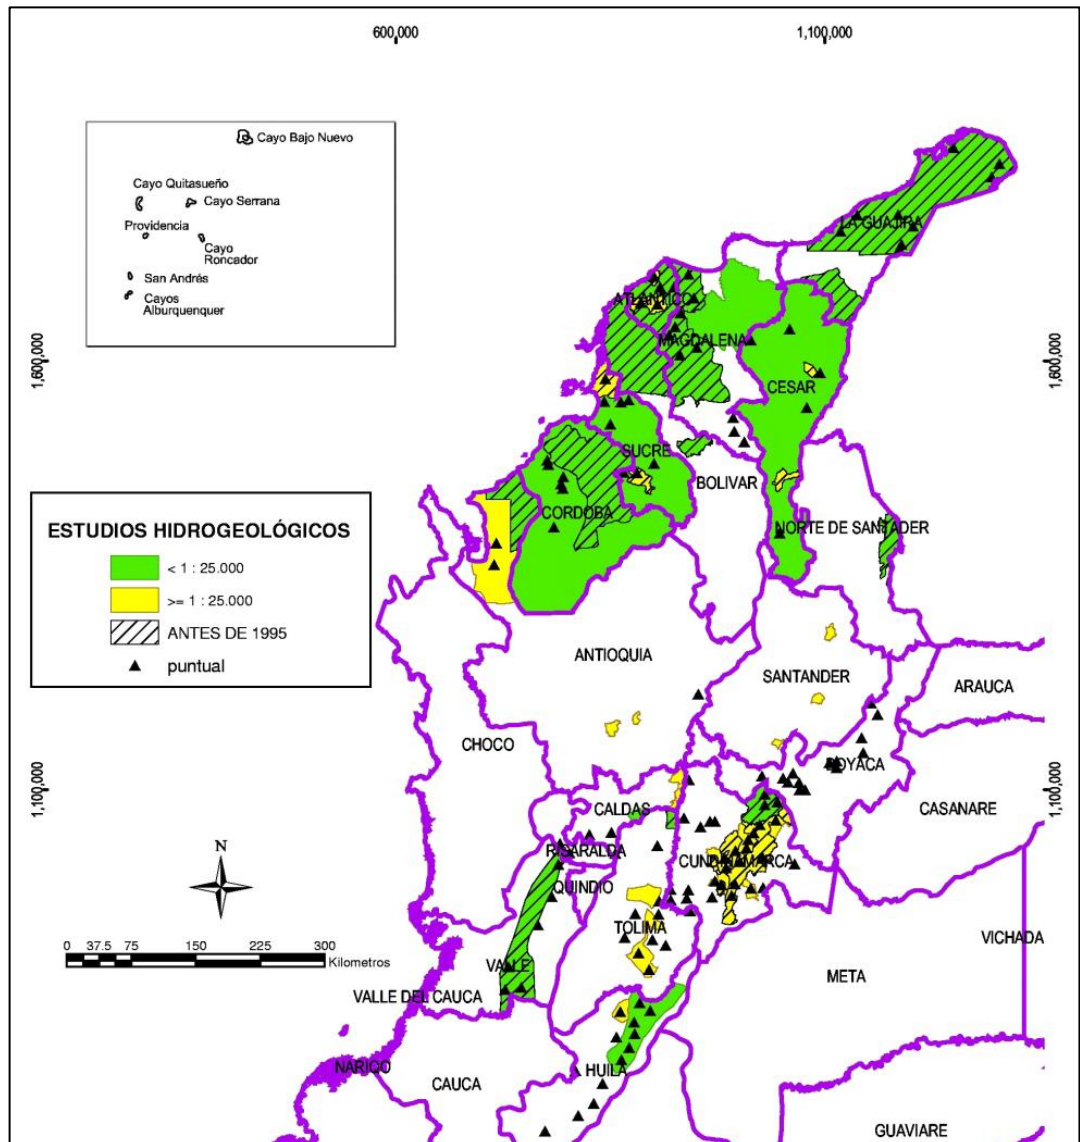 600,000
1,100,000
Cayo Bajo Nuevo
Cayo Quitasueño
Cayo Serrana
Providencia
Cayo
Roncador
San András
Cayos
Alburquenquer
LA GUAJIRA
ATLANTICO
MAGDALENA
1,600,000
1,600,000
CESAR
SUCRE
BOLIVAR
CORDOBA
NORTE DE SANTADER
ESTUDIOS HIDROGEOLÓGICOS
< 1 : 25.000
>= 1 : 25.000
ANTES DE 1995
puntual
ANTIOQUIA
SANTANDER
ARAUCA
CHOCO
BOYACA
1,100,000
1,100,000
CALDAS
CASANARE
N
RISARALDA
CUNDINAMARCA
QUINDIO
TOLIMA
VICHADA
0 37.5 75 150 225 300
Kilometros
VALLE
META
VALLE DEL CAUCA
NARIÑO
HUILA
CAUCA
GUAVIARE